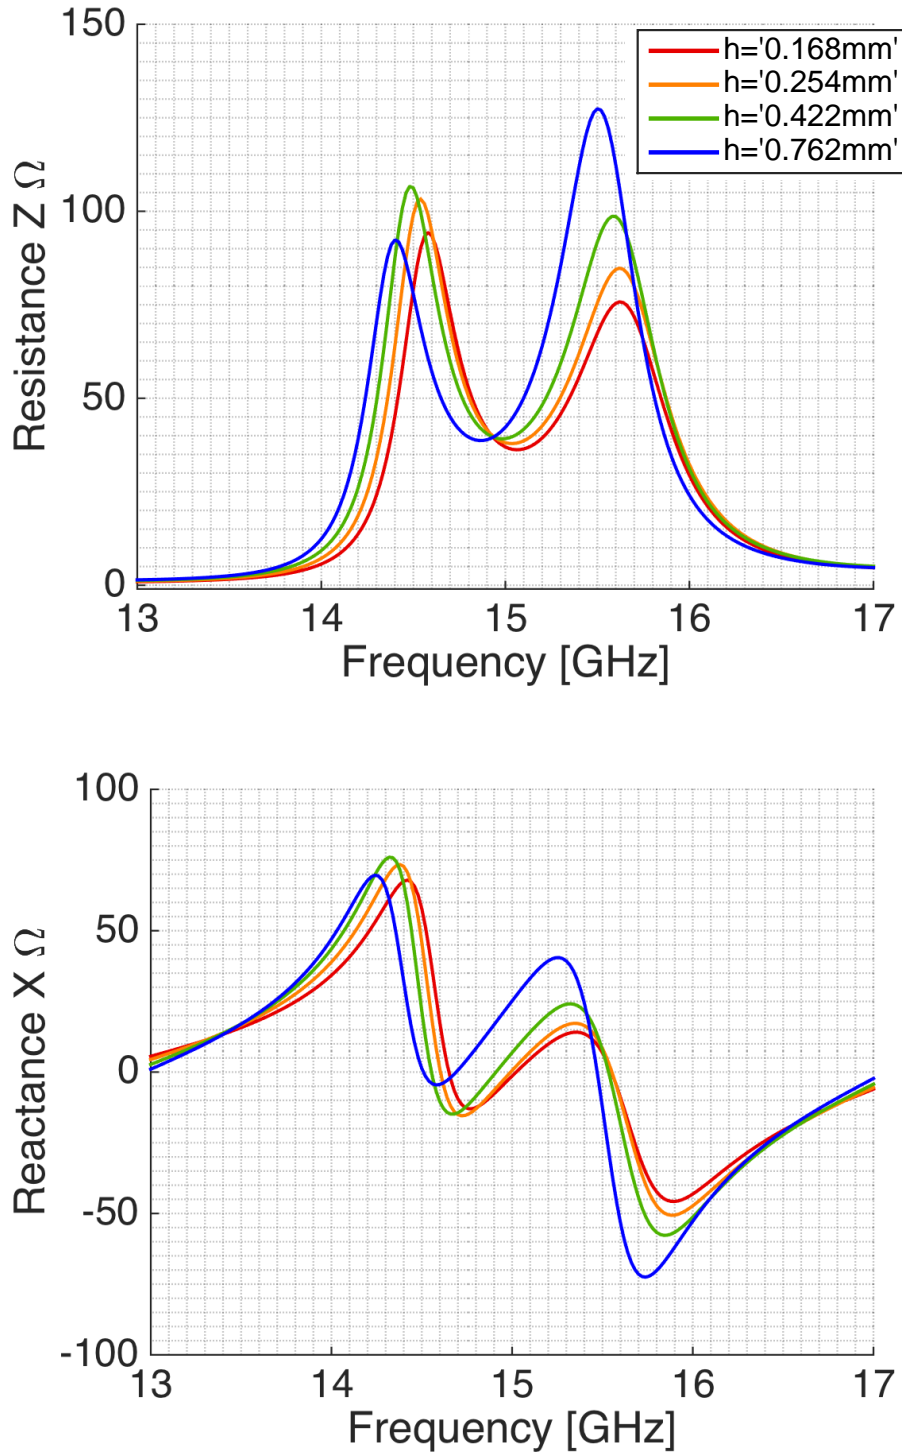 150
100
50
0
Resistance Z Ω
h='0.168mm'
h='0.254mm'
h='0.422mm'
h='0.762mm'
13 14 15 16 17
Frequency [GHz]
100
50
0
-50
-100
Reactance X Ω
13 14 15 16 17
Frequency [GHz]